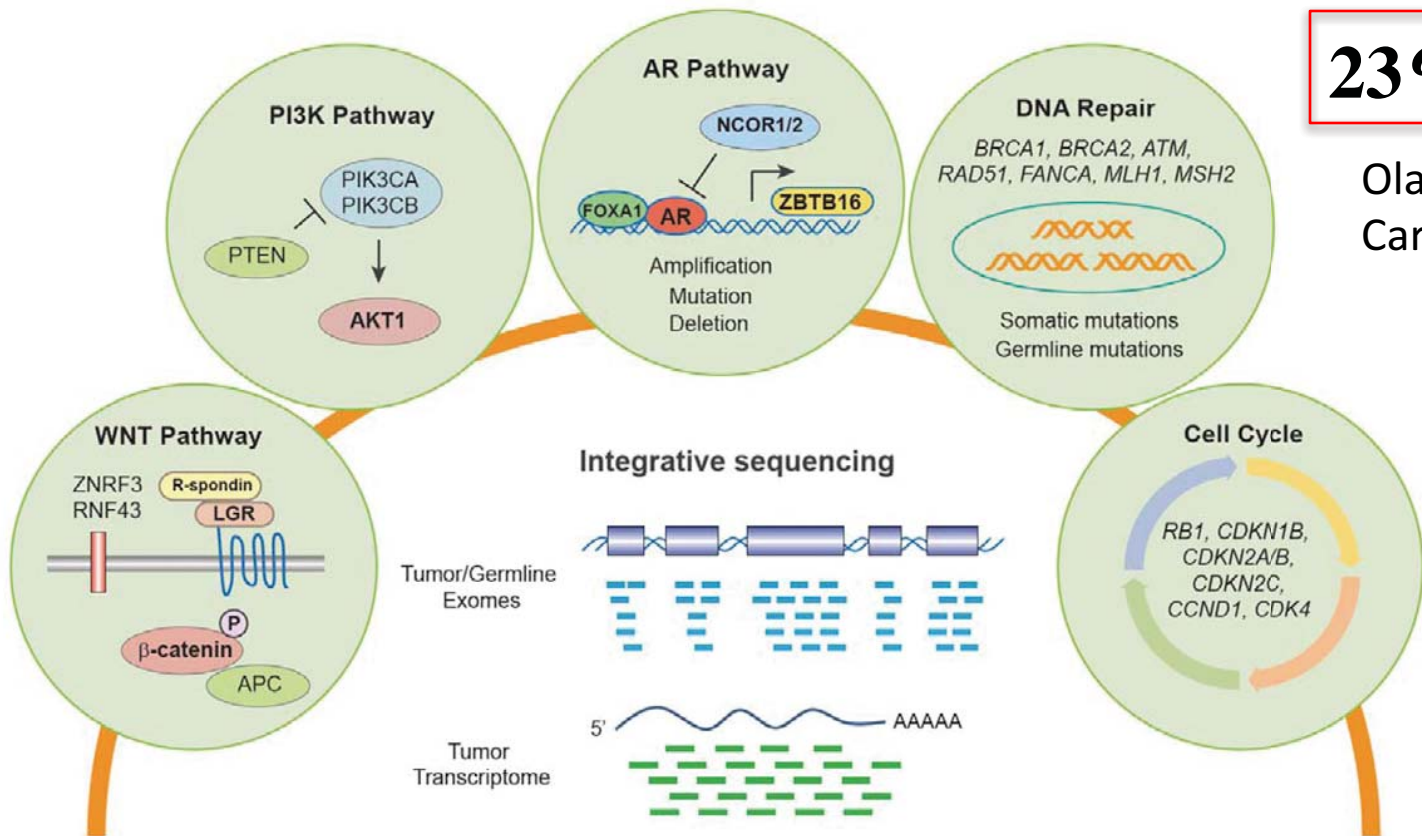 AR Pathway
NCOR1/2
FOXA1
AR
ZBTB16
Amplification
Mutation
Deletion
PI3K Pathway
PIK3CA
PIK3CB
PTEN
AKT1
DNA Repair
BRCA1, BRCA2, ATM,
RAD51, FANCA, MLH1, MSH2
Somatic mutations
Germline mutations
WNT Pathway
ZNRF3
RNF43
R-spondin
LGR
P
β-catenin
APC
Cell Cycle
RB1, CDKN1B,
CDKN2A/B,
CDKN2C,
CCND1, CDK4
Integrative sequencing
Tumor/Germline
Exomes
5' AAAAA
Tumor
Transcriptome
23